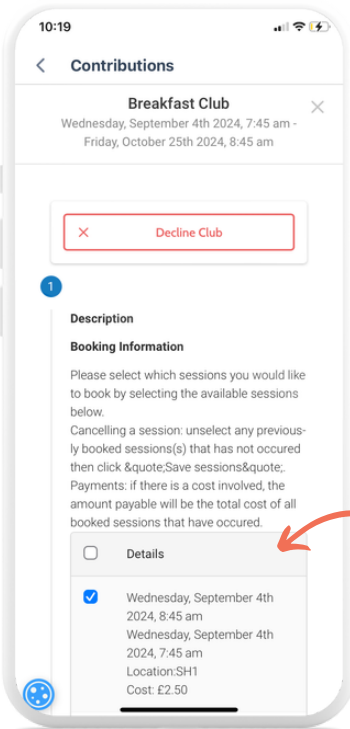 10:19
Contributions
Breakfast Club
Wednesday, September 4th 2024, 7:45 am -
Friday, October 25th 2024, 8:45 am
Decline Club
1
Description
Booking Information
Please select which sessions you would like
to book by selecting the available sessions
below.
Cancelling a session: unselect any previous-
ly booked sessions(s) that has not occured
then click &quote;Save sessions&quote;.
Payments: if there is a cost involved, the
amount payable will be the total cost of all
booked sessions that have occured.
Details
Wednesday, September 4th
2024, 8:45 am
Wednesday, September 4th
2024, 7:45 am
Location:SH1
Cost: £2.50